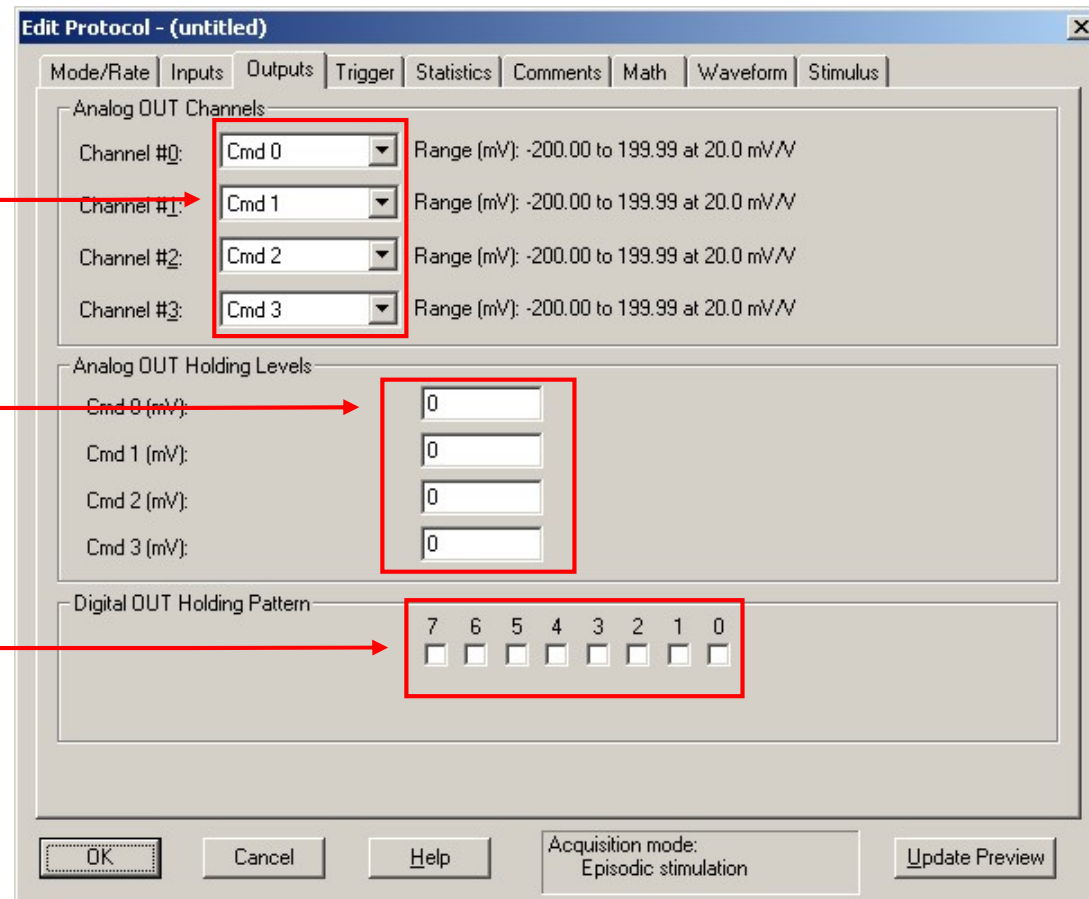 Edit Protocol - (untitled)
Mode/Rate Inputs Outputs Trigger Statistics Comments Math Waveform Stimulus
Analog OUT Channels
Channel #0: Cmd 0 Range (mV): -200.00 to 199.99 at 20.0 mV/V
Channel #1: Cmd 1 Range (mV): -200.00 to 199.99 at 20.0 mV/V
Channel #2: Cmd 2 Range (mV): -200.00 to 199.99 at 20.0 mV/V
Channel #3: Cmd 3 Range (mV): -200.00 to 199.99 at 20.0 mV/V
Analog OUT Holding Levels
Cmd 0 (mV): 0
Cmd 1 (mV): 0
Cmd 2 (mV): 0
Cmd 3 (mV): 0
Digital OUT Holding Pattern
7 6 5 4 3 2 1 0
OK Cancel Help Acquisition mode: Update Preview
Episodic stimulation